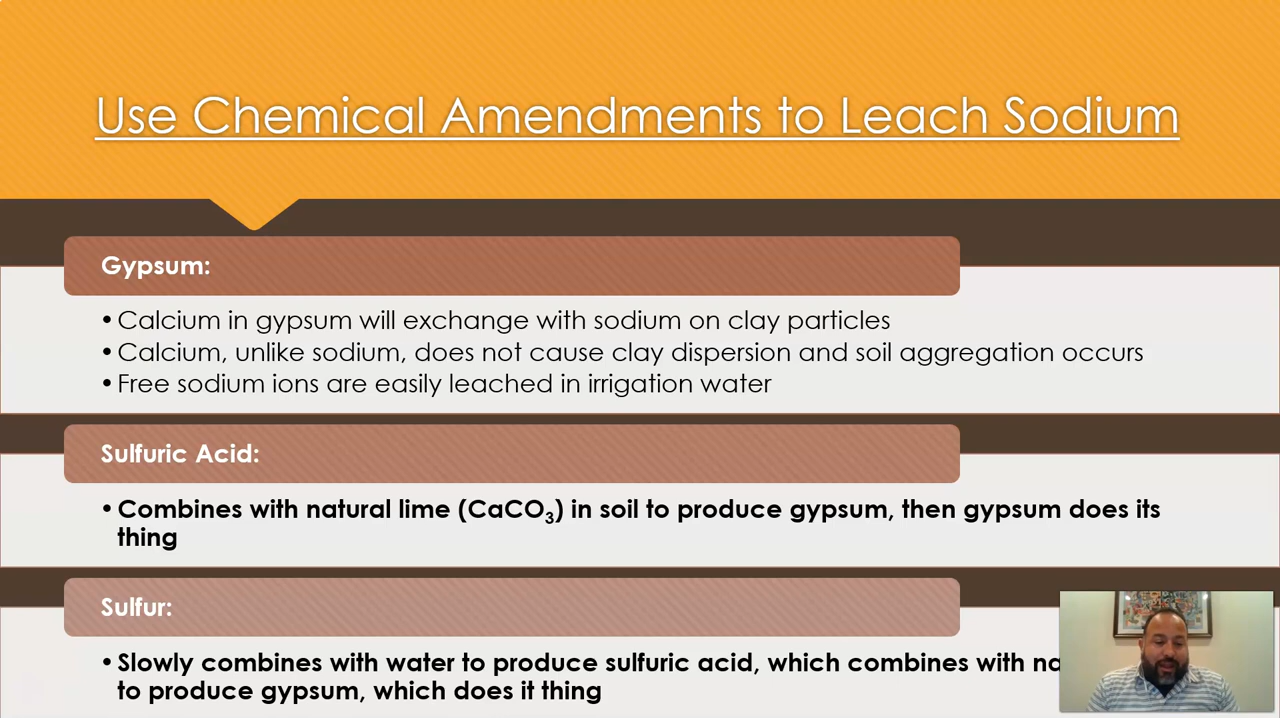 Use Chemical Amendments to Leach Sodium
Gypsum:
•Calcium in gypsum will exchange with sodium on clay particles
•Calcium, unlike sodium, does not cause clay dispersion and soil aggregation occurs
•Free sodium ions are easily leached in irrigation water
Sulfuric Acid:
•Combines with natural lime (CaCO₃) in soil to produce gypsum, then gypsum does its
thing
Sulfur:
•Slowly combines with water to produce sulfuric acid, which combines with
to produce gypsum, which does it thing